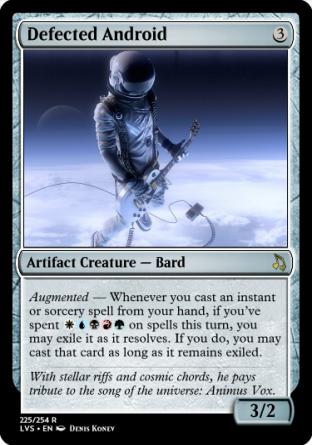 Defected Android 3
Artifact Creature — Bard
Augmented — Whenever you cast an instant
or sorcery spell from your hand, if you've
spent on spells this turn, you
may exile it as it resolves. If you do, you may
cast that card as long as it remains exiled.
With stellar riffs and cosmic chords, he pays
tribute to the song of the universe: Animus Vox.
3/2
225/254 R
LVS • EN DENIS KONEV